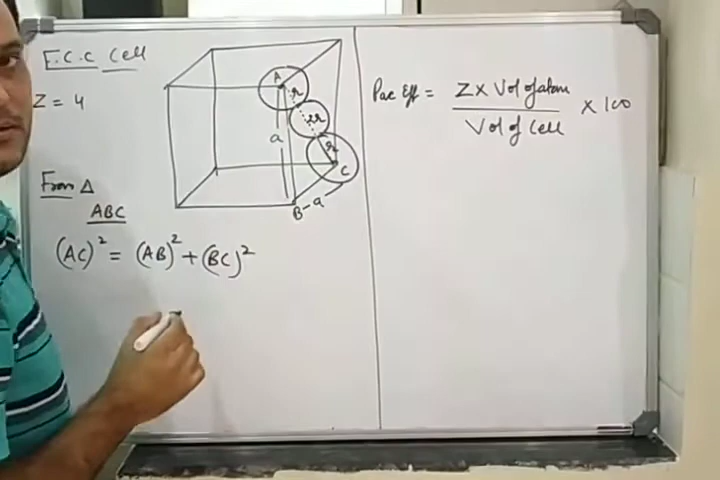 F.C.C Cell
Z = 4
From Δ
ABC
(AC)² = (AB)² + (BC)²
A
r
a
r
C
B
a
Pac Eff = Z x Vol of atom / Vol of Cell x 100